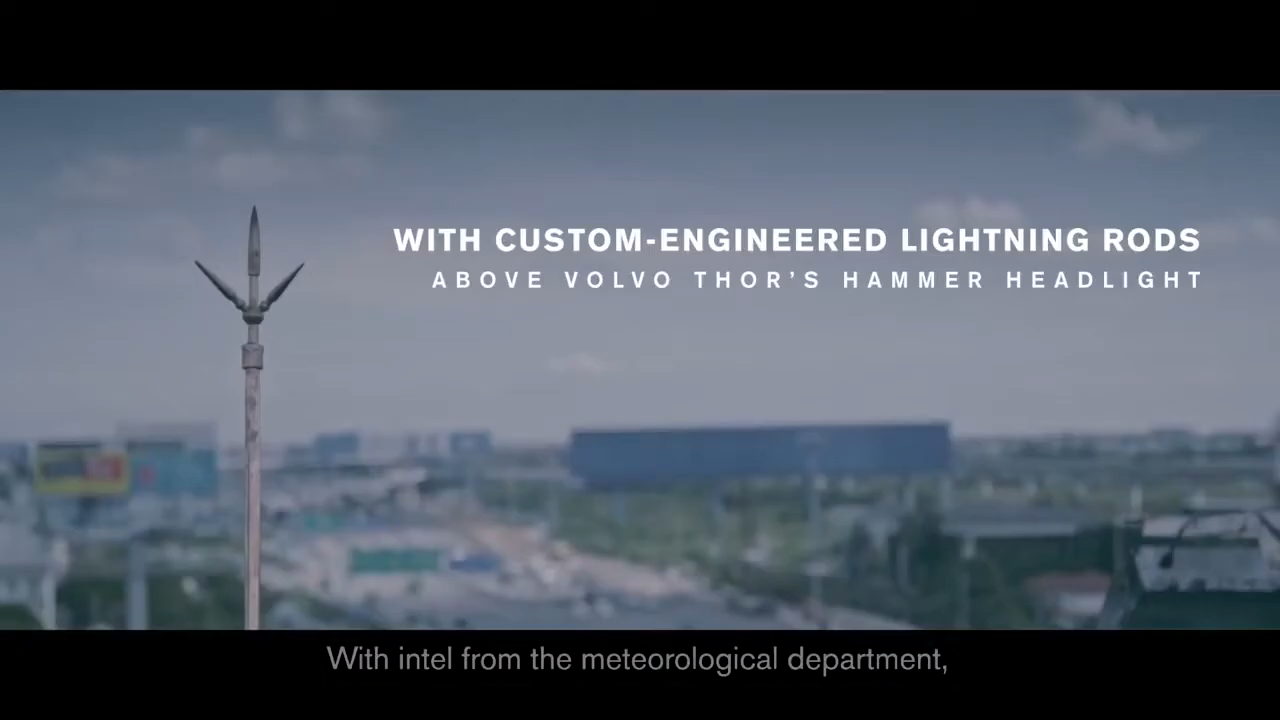 WITH CUSTOM-ENGINEERED LIGHTNING RODS
ABOVE VOLVO THOR’S HAMMER HEADLIGHT
With intel from the meteorological department,